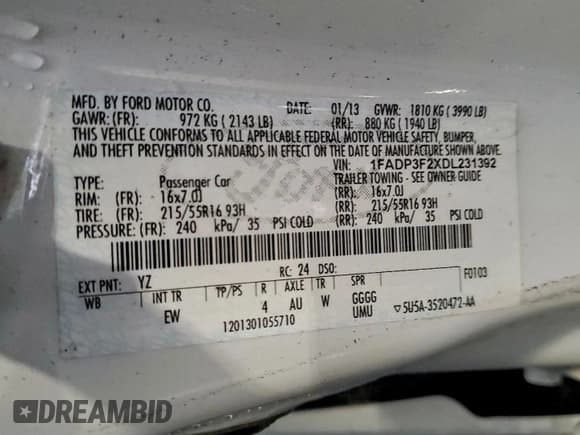 MFD. BY FORD MOTOR CO. DATE: 01/13 GVWR: 1810 KG ( 3990 LB)
GAWR: (FR): 972 KG ( 2143 LB) (RR): 880 KG ( 1940 LB)
THIS VEHICLE CONFORMS TO ALL APPLICABLE FEDERAL MOTOR VEHICLE SAFETY, BUMPER,
AND THEFT PREVENTION STANDARDS IN EFFECT ON THE DATE OF MANUFACTURE SHOWN ABOVE.
VIN: 1FADP3F2XDL231392
TYPE: Passenger Car TRAILER TOWING - SEE OWNER GUIDE
RIM: (FR): 16x7.0J (RR): 16x7.0J
TIRE: (FR): 215/55R16 93H (RR): 215/55R16 93H
PRESSURE: (FR): 240 kPa/ 35 PSI COLD (RR): 240 kPa/ 35 PSI COLD
EXT PNT: YZ RC: 24 DSO: F0103
WB INT TR TP/PS R AXLE TR SPR
EW 4 AU W GGGG
1201301055710 UMU ▽ 5U5A-3520472-AA
DREAMBID